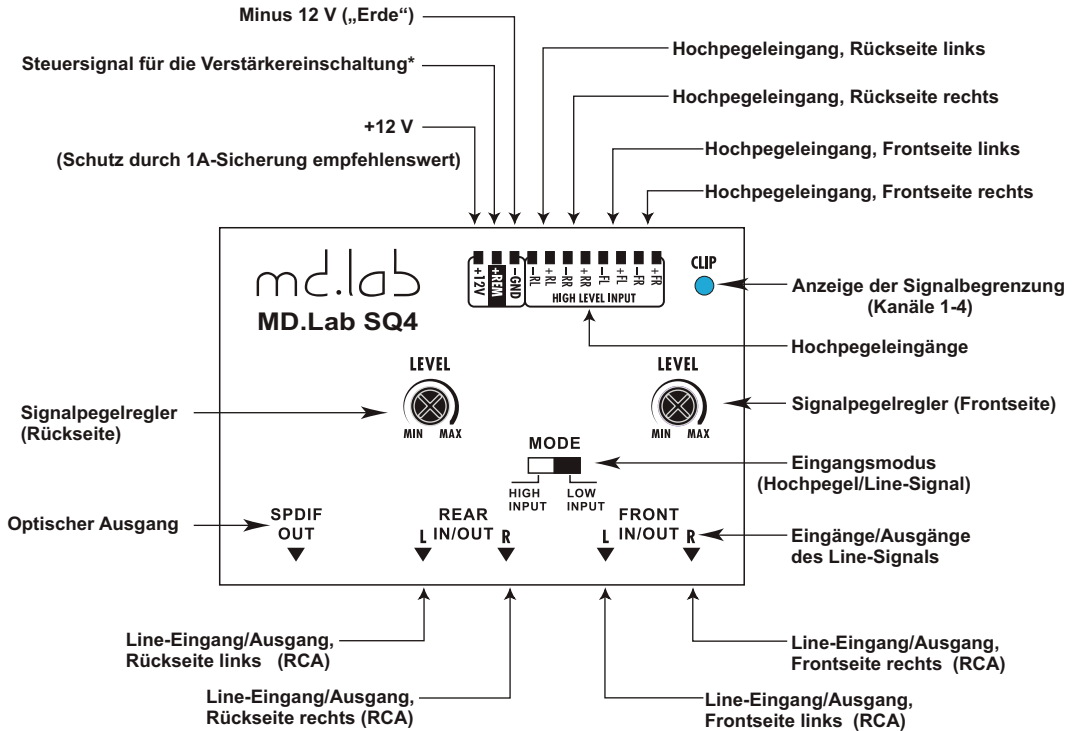 Minus 12 V („Erde“)
Steuersignal für die Verstärkereinschaltung*
+12 V
(Schutz durch 1A-Sicherung empfehlenswert)
Hochpegeleingang, Rückseite links
Hochpegeleingang, Rückseite rechts
Hochpegeleingang, Frontseite links
Hochpegeleingang, Frontseite rechts
md.lab
MD.Lab SQ4
+12V
+REM
-GND
-RL
+RL
-RR
+RR
-FL
+FL
-FR
+FR
HIGH LEVEL INPUT
CLIP
Anzeige der Signalbegrenzung
(Kanäle 1-4)
Hochpegeleingänge
LEVEL
MIN MAX
LEVEL
MIN MAX
Signalpegelregler
(Rückseite)
Signalpegelregler (Frontseite)
MODE
HIGH
INPUT
LOW
INPUT
Eingangsmodus
(Hochpegel/Line-Signal)
Optischer Ausgang
SPDIF
OUT
REAR
L IN/OUT R
FRONT
L IN/OUT R
Eingänge/Ausgänge
des Line-Signals
Line-Eingang/Ausgang,
Rückseite links (RCA)
Line-Eingang/Ausgang,
Rückseite rechts (RCA)
Line-Eingang/Ausgang,
Frontseite rechts (RCA)
Line-Eingang/Ausgang,
Frontseite links (RCA)